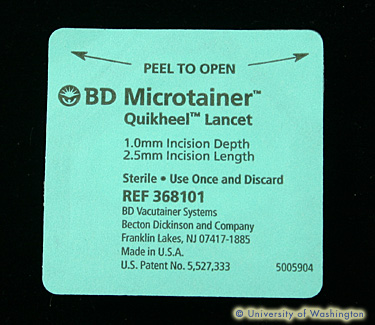 PEEL TO OPEN
BD Microtainer™
Quikheel™ Lancet
1.0mm Incision Depth
2.5mm Incision Length
Sterile • Use Once and Discard
REF 368101
BD Vacutainer Systems
Becton Dickinson and Company
Franklin Lakes, NJ 07417-1885
Made in U.S.A.
U.S. Patent No. 5,527,333 5005904
© University of Washington